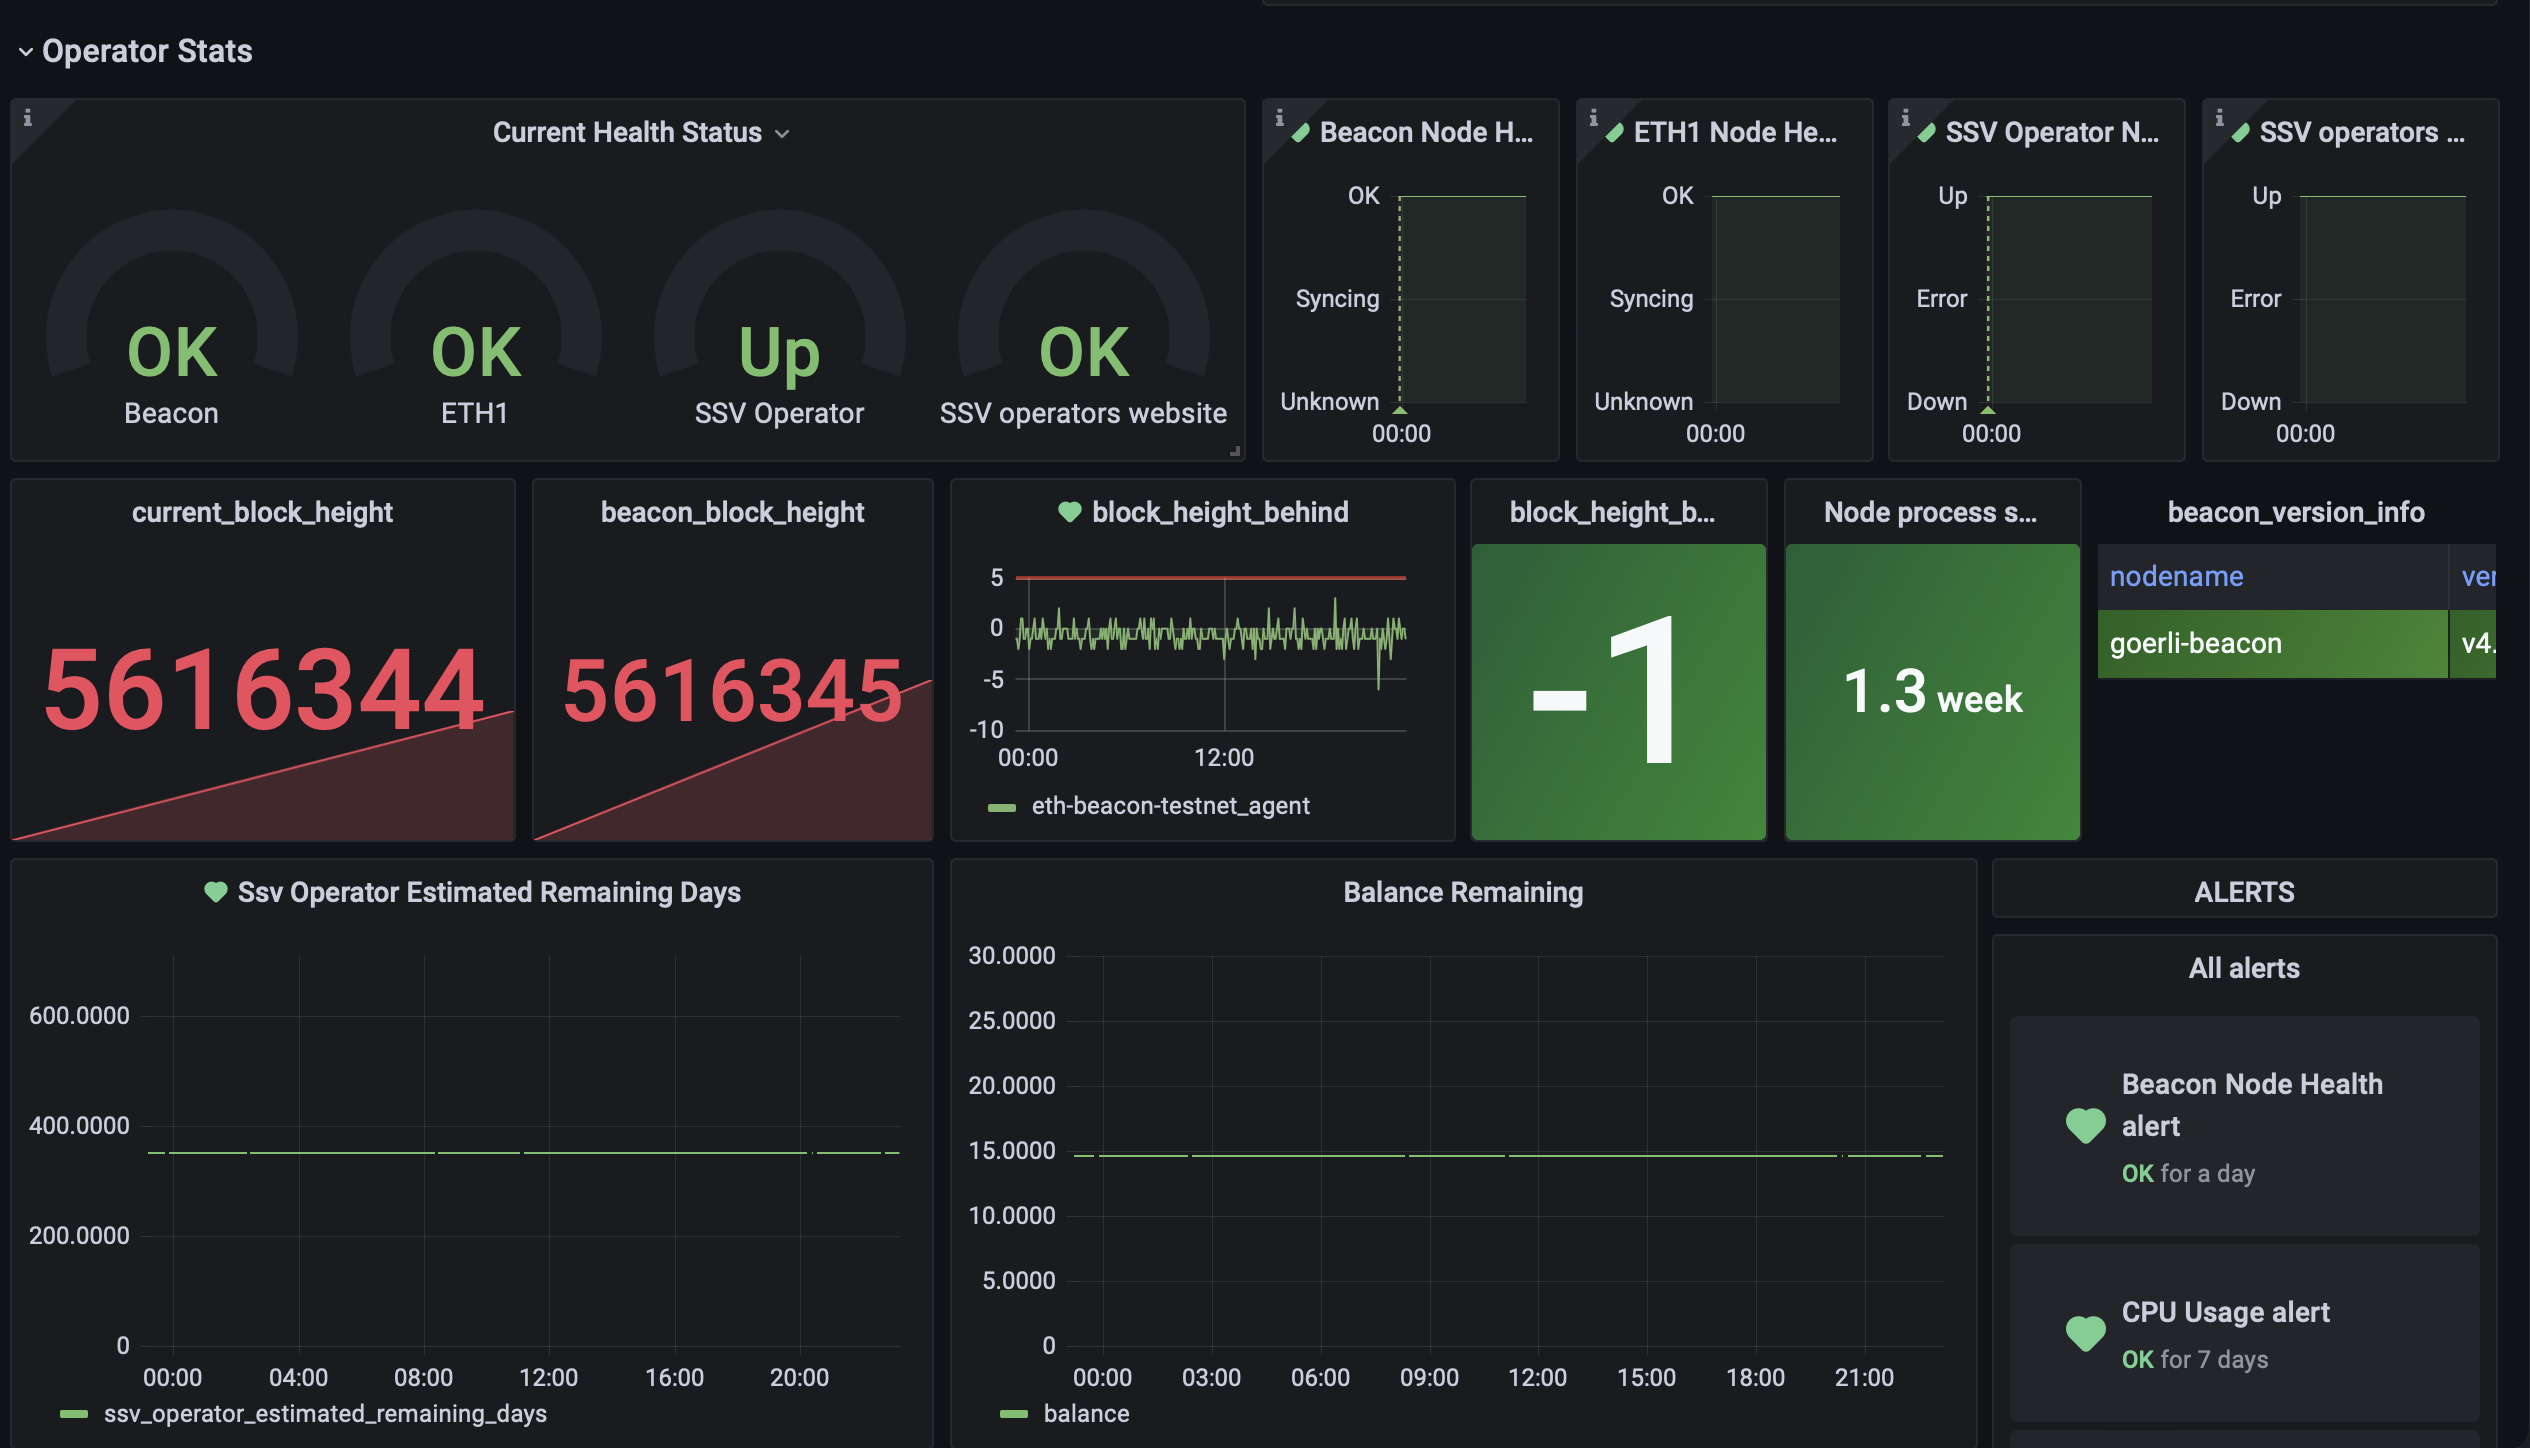 Operator Stats
Current Health Status
OK
Beacon
OK
ETH1
Up
SSV Operator
OK
SSV operators website
Beacon Node H...
OK
Syncing
Unknown
00:00
ETH1 Node He...
OK
Syncing
Unknown
00:00
SSV Operator N...
Up
Error
Down
00:00
SSV operators ...
Up
Error
Down
00:00
current_block_height
5616344
beacon_block_height
5616345
block_height_behind
5
0
-5
-10
00:00 12:00
eth-beacon-testnet_agent
block_height_b...
-1
Node process s...
1.3 week
beacon_version_info
nodename ver
goerli-beacon v4.
Ssv Operator Estimated Remaining Days
600.0000
400.0000
200.0000
0
00:00 04:00 08:00 12:00 16:00 20:00
ssv_operator_estimated_remaining_days
Balance Remaining
30.0000
25.0000
20.0000
15.0000
10.0000
5.0000
0
00:00 03:00 06:00 09:00 12:00 15:00 18:00 21:00
balance
ALERTS
All alerts
Beacon Node Health
alert
OK for a day
CPU Usage alert
OK for 7 days